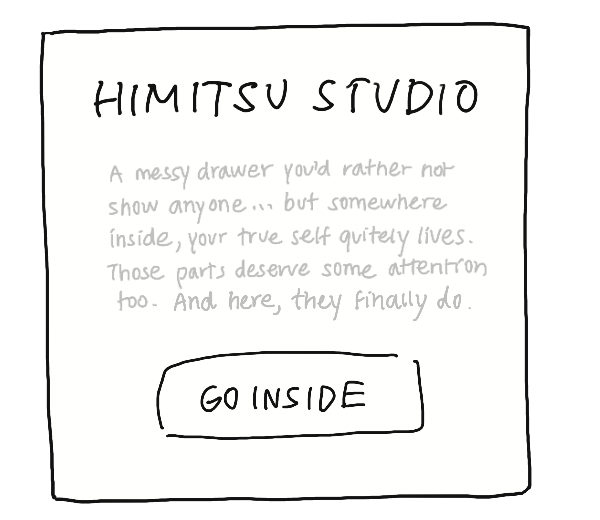 HIMITSU STUDIO
A messy drawer you'd rather not
show anyone... but somewhere
inside, your true self quitely lives.
Those parts deserve some attention
too. And here, they finally do.
GO INSIDE